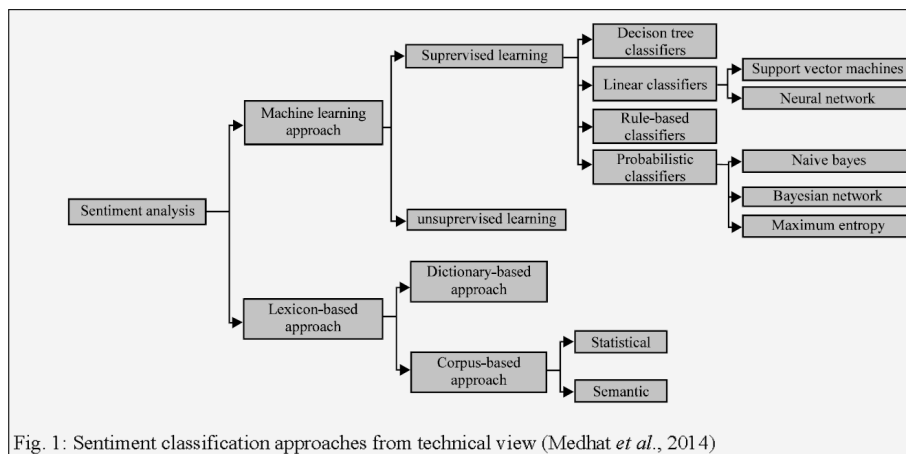 Decison tree
classifiers
Suprervised learning
Support vector machines
Linear classifiers
Neural network
Machine learning
approach
Rule-based
classifiers
Probabilistic
classifiers
Naive bayes
Bayesian network
Maximum entropy
Sentiment analysis
unsuprervised learning
Dictionary-based
approach
Lexicon-based
approach
Statistical
Corpus-based
approach
Semantic
Fig. 1: Sentiment classification approaches from technical view (Medhat et al., 2014)